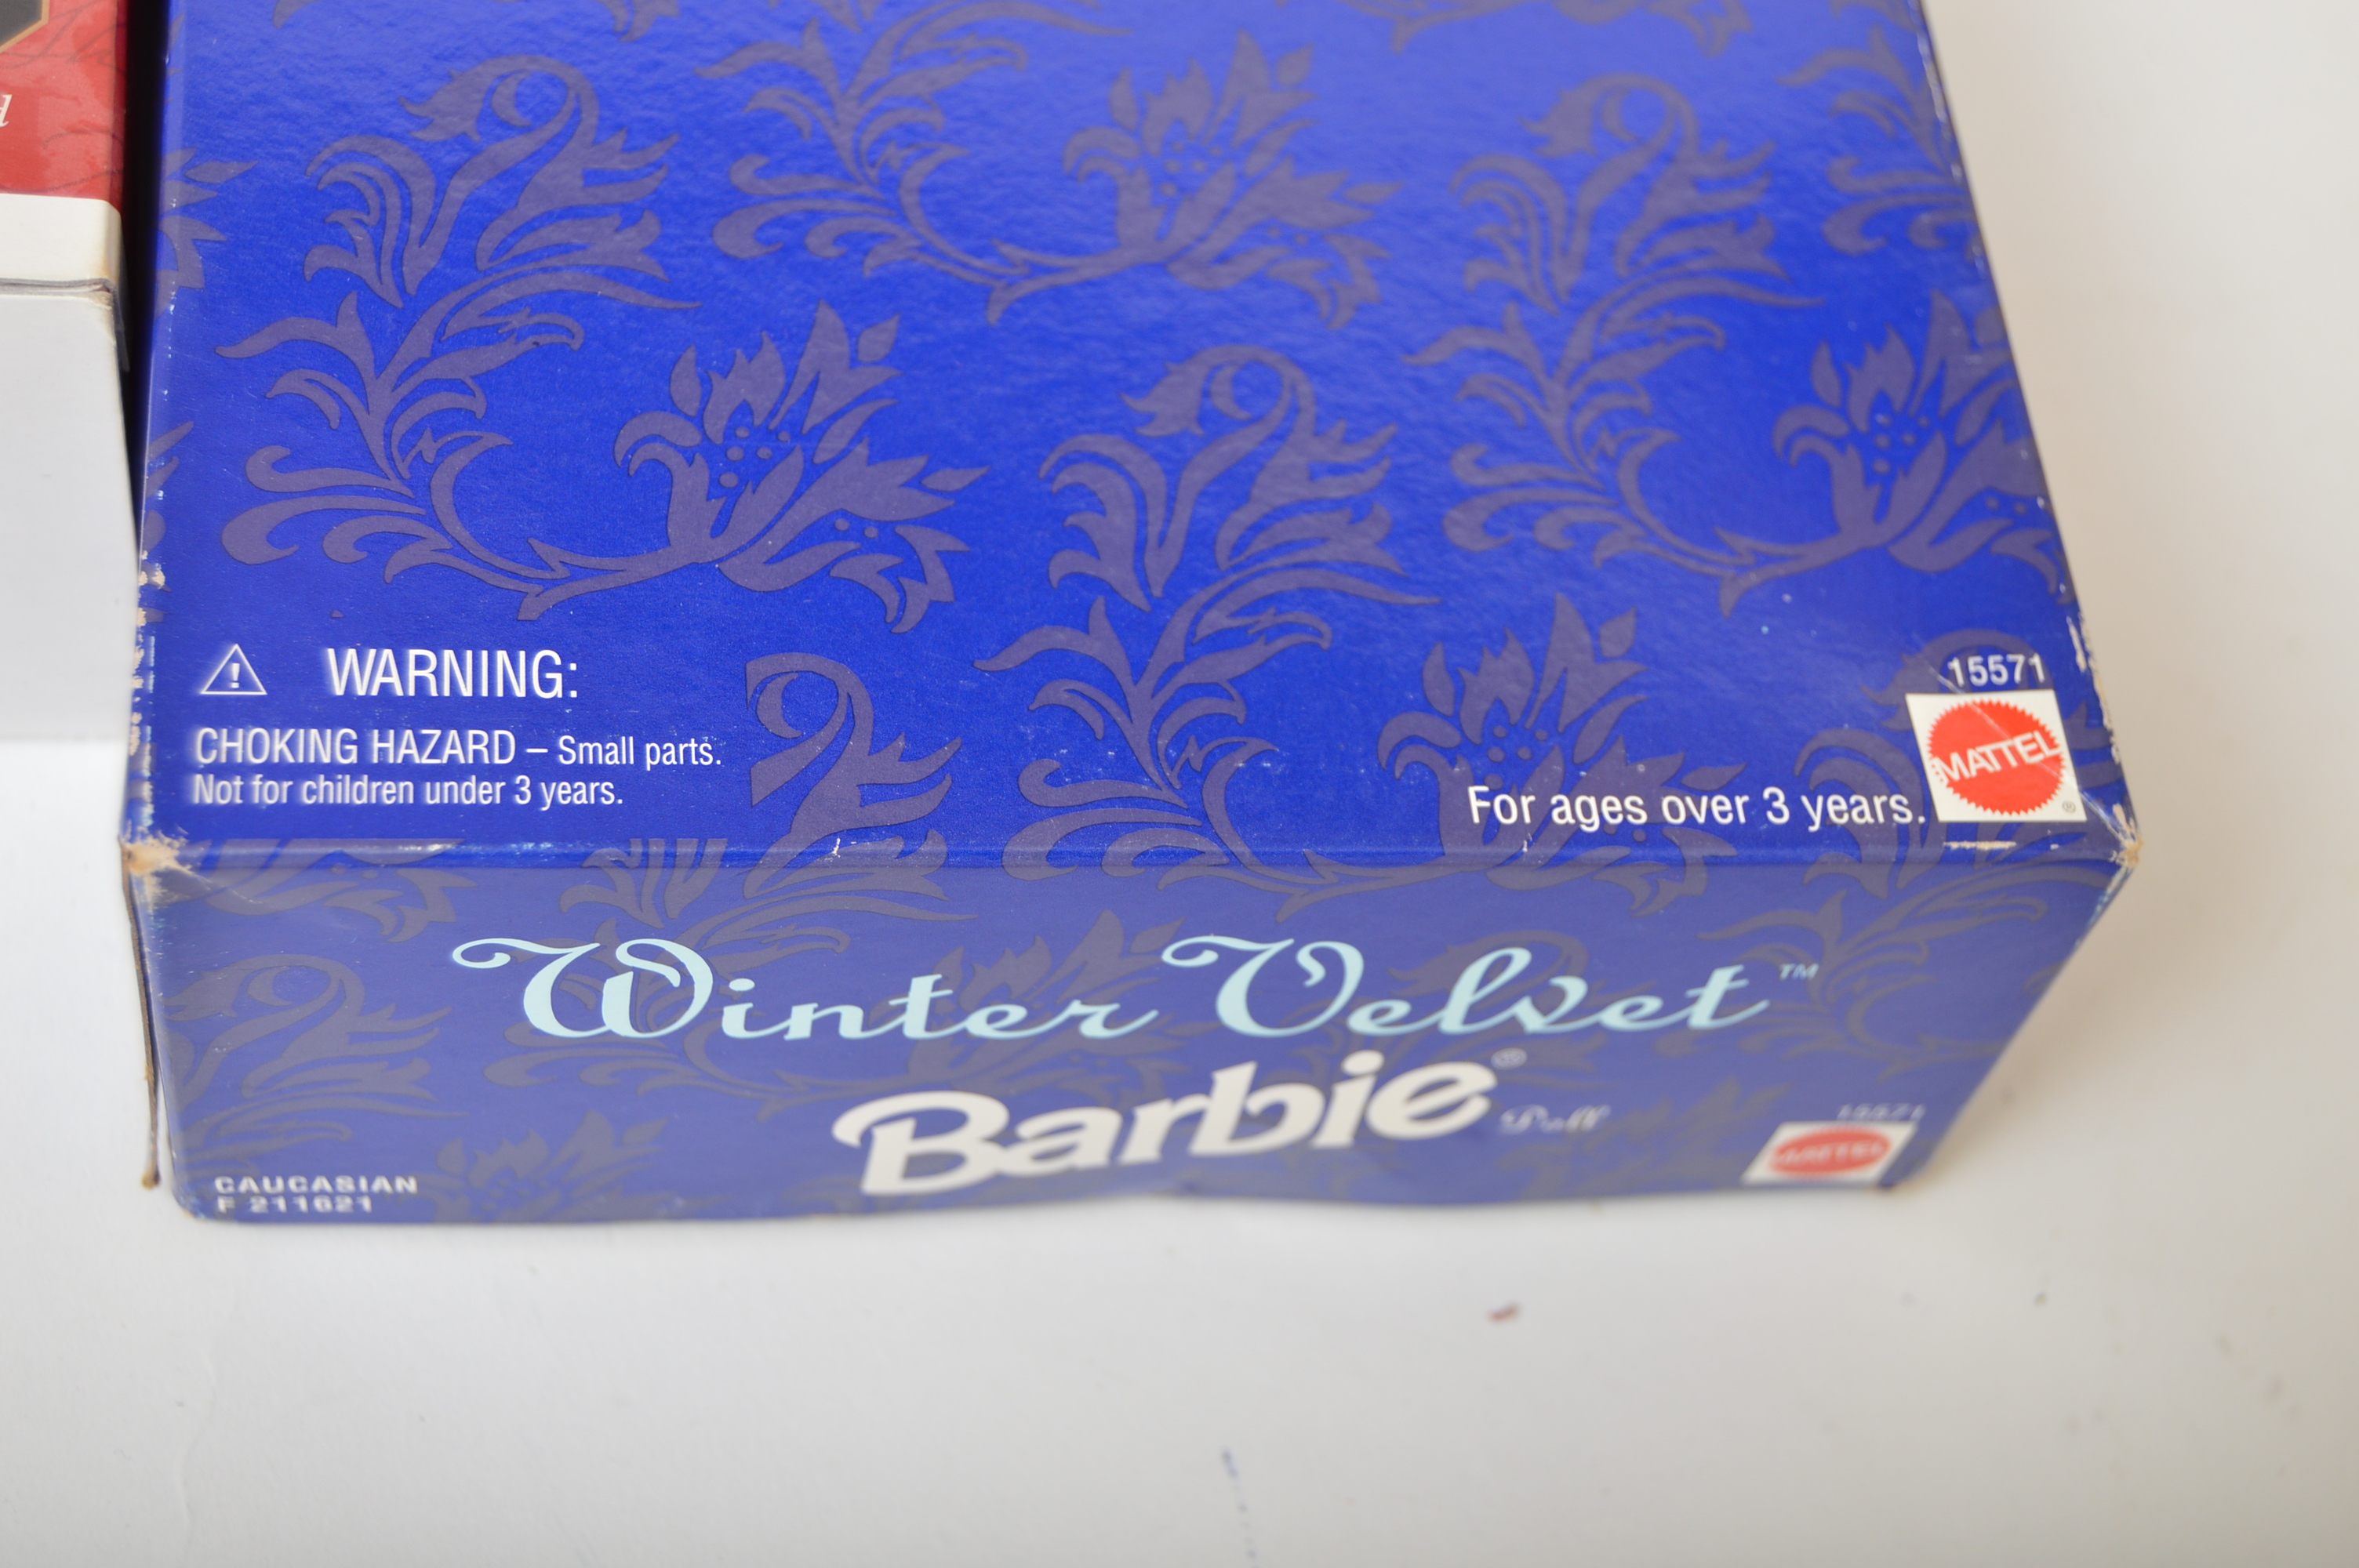 WARNING:
CHOKING HAZARD – Small parts.
Not for children under 3 years.
15571
MATTEL
®
For ages over 3 years.
Winter Velvet™
Barbie® Doll
15571
MATTEL
CAUCASIAN
F 211621